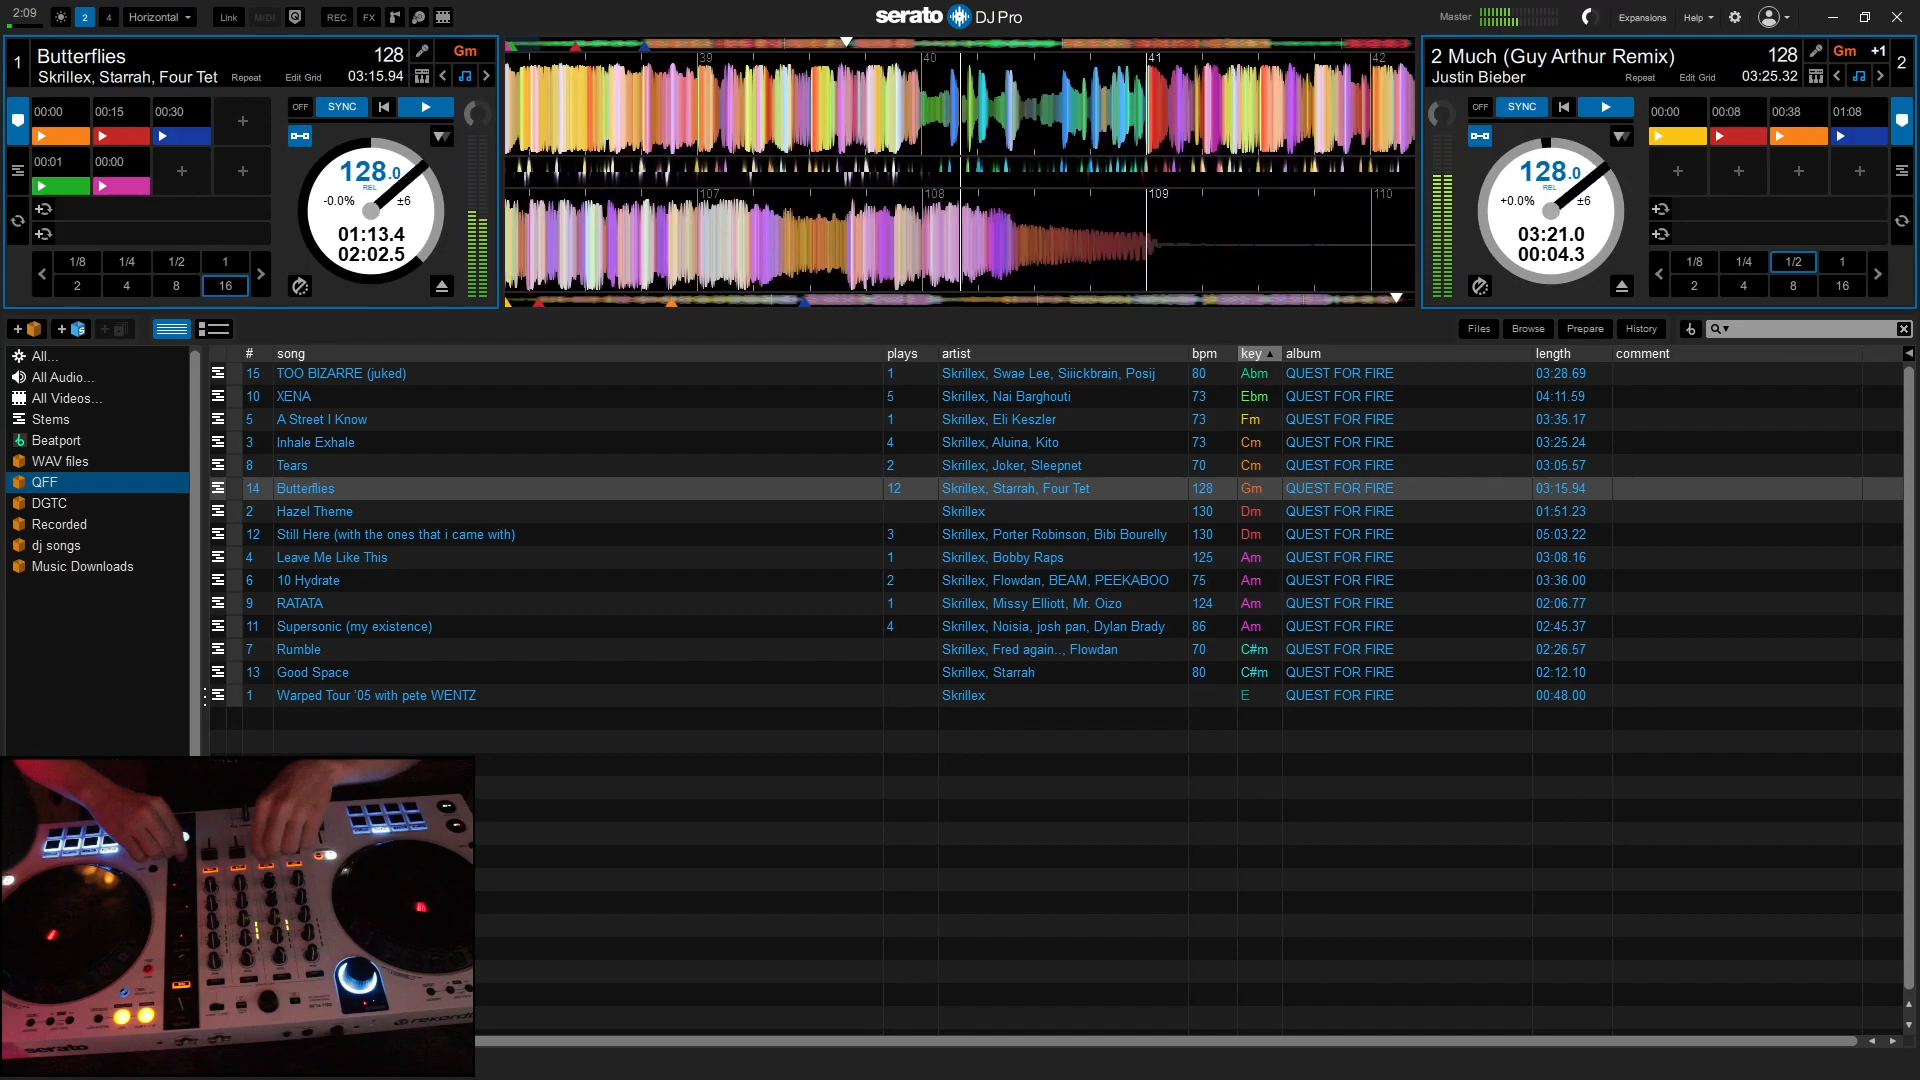 2:09
2
4
Horizontal
Link
MIDI
REC
FX
serato DJ Pro
Master
Expansions
Help
1
Butterflies
128
Gm
Skrillex, Starrah, Four Tet
Repeat
Edit Grid
03:15.94
00:00
00:15
00:30
OFF
SYNC
00:01
00:00
128.0
REL
-0.0%
±6
01:13.4
02:02.5
1/8
1/4
1/2
1
2
4
8
16
39
40
41
42
107
108
109
110
2 Much (Guy Arthur Remix)
128
Gm +1
2
Justin Bieber
Repeat
Edit Grid
03:25.32
OFF
SYNC
00:00
00:08
00:38
01:08
128.0
REL
+0.0%
±6
03:21.0
00:04.3
1/8
1/4
1/2
1
2
4
8
16
Files
Browse
Prepare
History
All...
All Audio...
All Videos...
Stems
Beatport
WAV files
QFF
DGTC
Recorded
dj songs
Music Downloads
# song plays artist bpm key album length comment
15 TOO BIZARRE (juked) 1 Skrillex, Swae Lee, Siiickbrain, Posij 80 Abm QUEST FOR FIRE 03:28.69
10 XENA 5 Skrillex, Nai Barghouti 73 Ebm QUEST FOR FIRE 04:11.59
5 A Street I Know 1 Skrillex, Eli Keszler 73 Fm QUEST FOR FIRE 03:35.17
3 Inhale Exhale 4 Skrillex, Aluina, Kito 73 Cm QUEST FOR FIRE 03:25.24
8 Tears 2 Skrillex, Joker, Sleepnet 70 Cm QUEST FOR FIRE 03:05.57
14 Butterflies 12 Skrillex, Starrah, Four Tet 128 Gm QUEST FOR FIRE 03:15.94
2 Hazel Theme Skrillex 130 Dm QUEST FOR FIRE 01:51.23
12 Still Here (with the ones that i came with) 3 Skrillex, Porter Robinson, Bibi Bourelly 130 Dm QUEST FOR FIRE 05:03.22
4 Leave Me Like This 1 Skrillex, Bobby Raps 125 Am QUEST FOR FIRE 03:08.16
6 10 Hydrate 2 Skrillex, Flowdan, BEAM, PEEKABOO 75 Am QUEST FOR FIRE 03:36.00
9 RATATA 1 Skrillex, Missy Elliott, Mr. Oizo 124 Am QUEST FOR FIRE 02:06.77
11 Supersonic (my existence) 4 Skrillex, Noisia, josh pan, Dylan Brady 86 Am QUEST FOR FIRE 02:45.37
7 Rumble Skrillex, Fred again.., Flowdan 70 C#m QUEST FOR FIRE 02:26.57
13 Good Space Skrillex, Starrah 80 C#m QUEST FOR FIRE 02:12.10
1 Warped Tour '05 with pete WENTZ Skrillex E QUEST FOR FIRE 00:48.00
serato